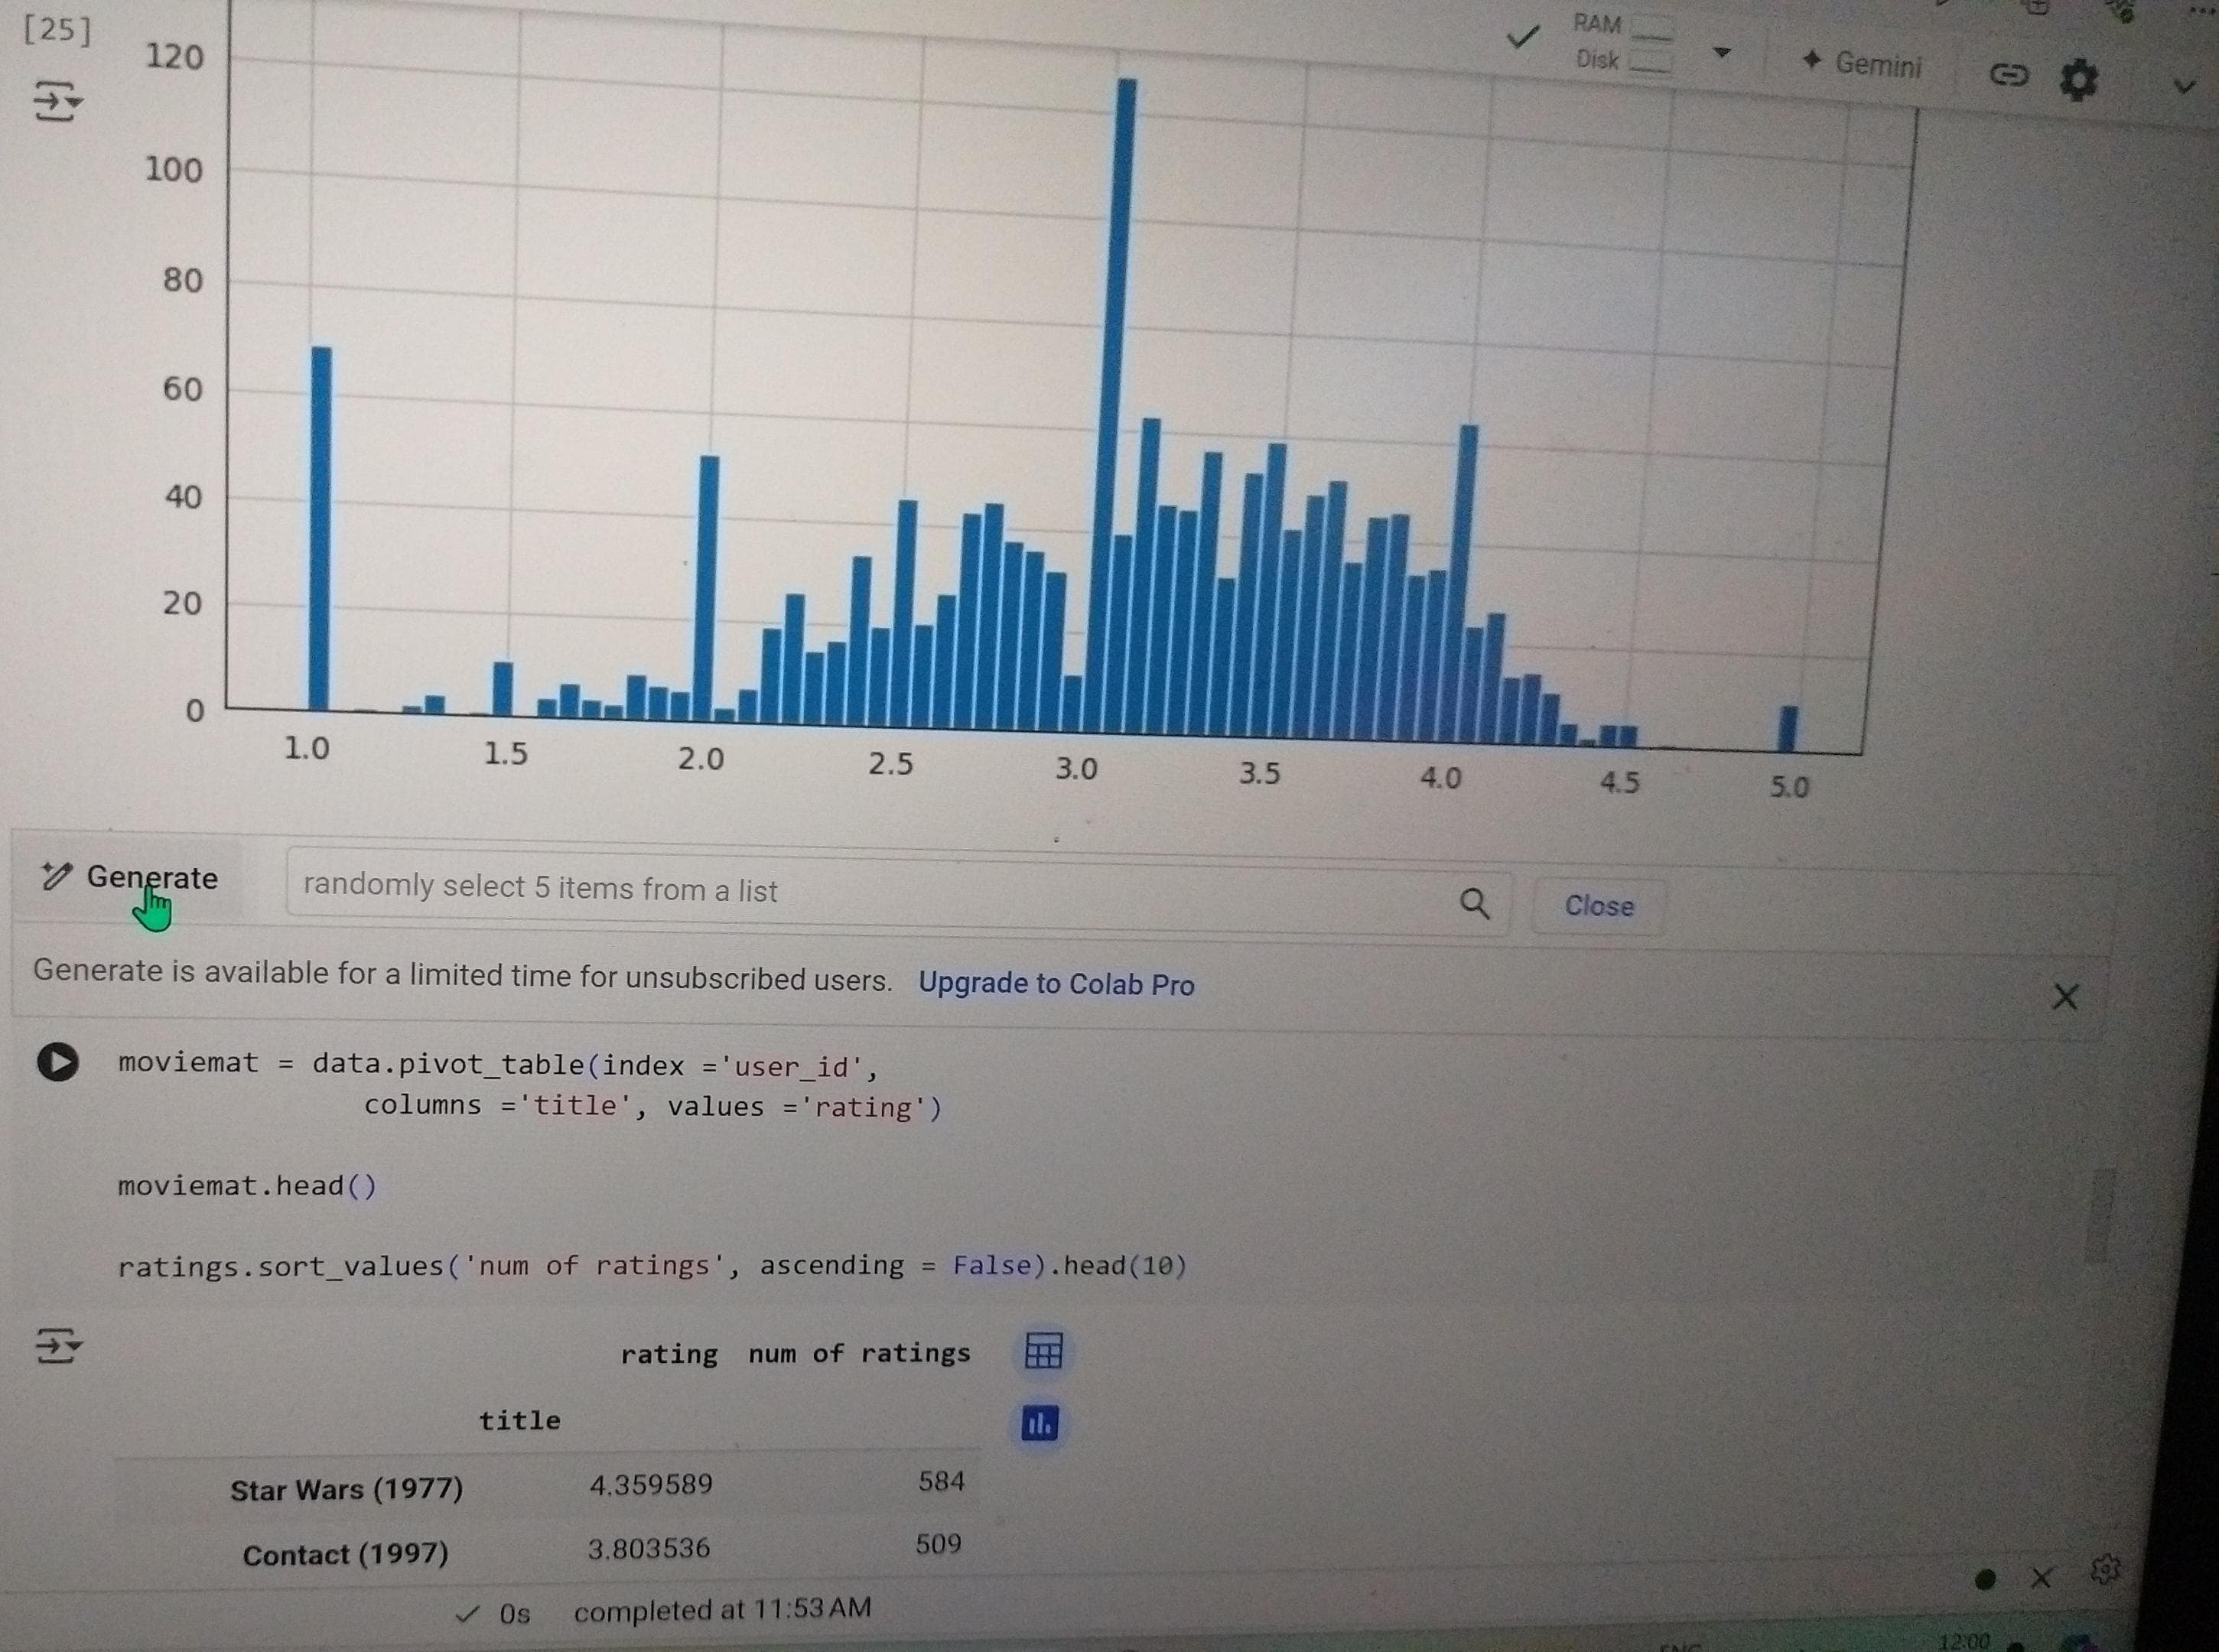 [25]
RAM
Disk
Gemini
120
100
80
60
40
20
0
1.0 1.5 2.0 2.5 3.0 3.5 4.0 4.5 5.0
Generate
randomly select 5 items from a list
Close
Generate is available for a limited time for unsubscribed users. Upgrade to Colab Pro
moviemat = data.pivot_table(index ='user_id',
columns ='title', values ='rating')
moviemat.head()
ratings.sort_values('num of ratings', ascending = False).head(10)
rating num of ratings
title
Star Wars (1977) 4.359589 584
Contact (1997) 3.803536 509
0s completed at 11:53 AM
12:00